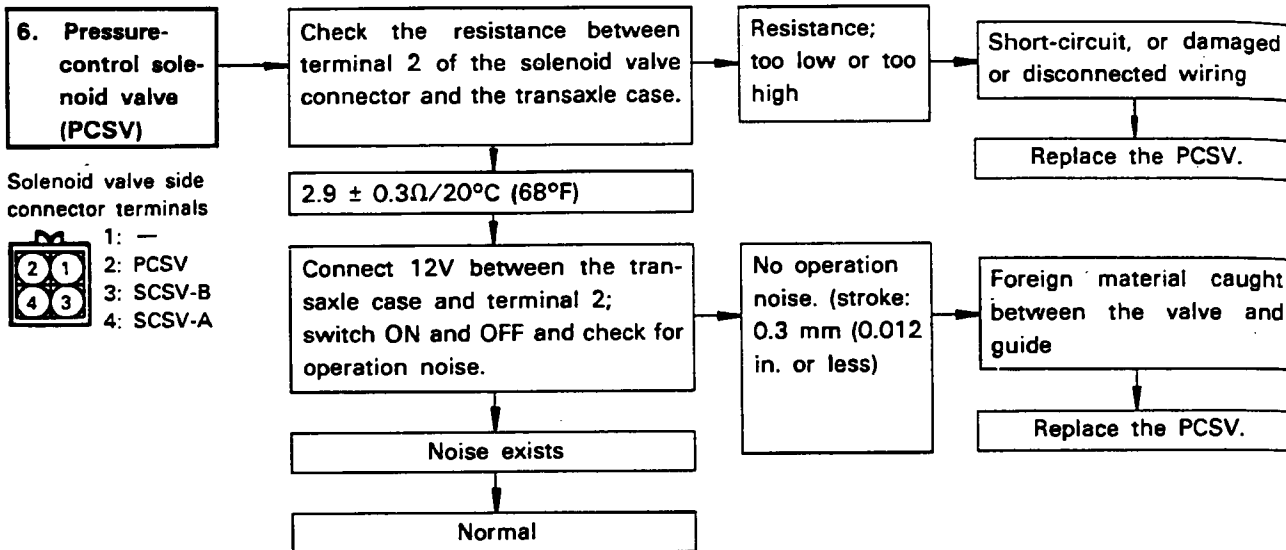 6. Pressure-
control sole-
noid valve
(PCSV)
Check the resistance between
terminal 2 of the solenoid valve
connector and the transaxle case.
Resistance;
too low or too
high
Short-circuit, or damaged
or disconnected wiring
Replace the PCSV.
Solenoid valve side
connector terminals
2 1
4 3
1: —
2: PCSV
3: SCSV-B
4: SCSV-A
2.9 ± 0.3Ω/20°C (68°F)
Connect 12V between the tran-
saxle case and terminal 2;
switch ON and OFF and check for
operation noise.
No operation
noise. (stroke:
0.3 mm (0.012
in. or less)
Foreign material caught
between the valve and
guide
Replace the PCSV.
Noise exists
Normal